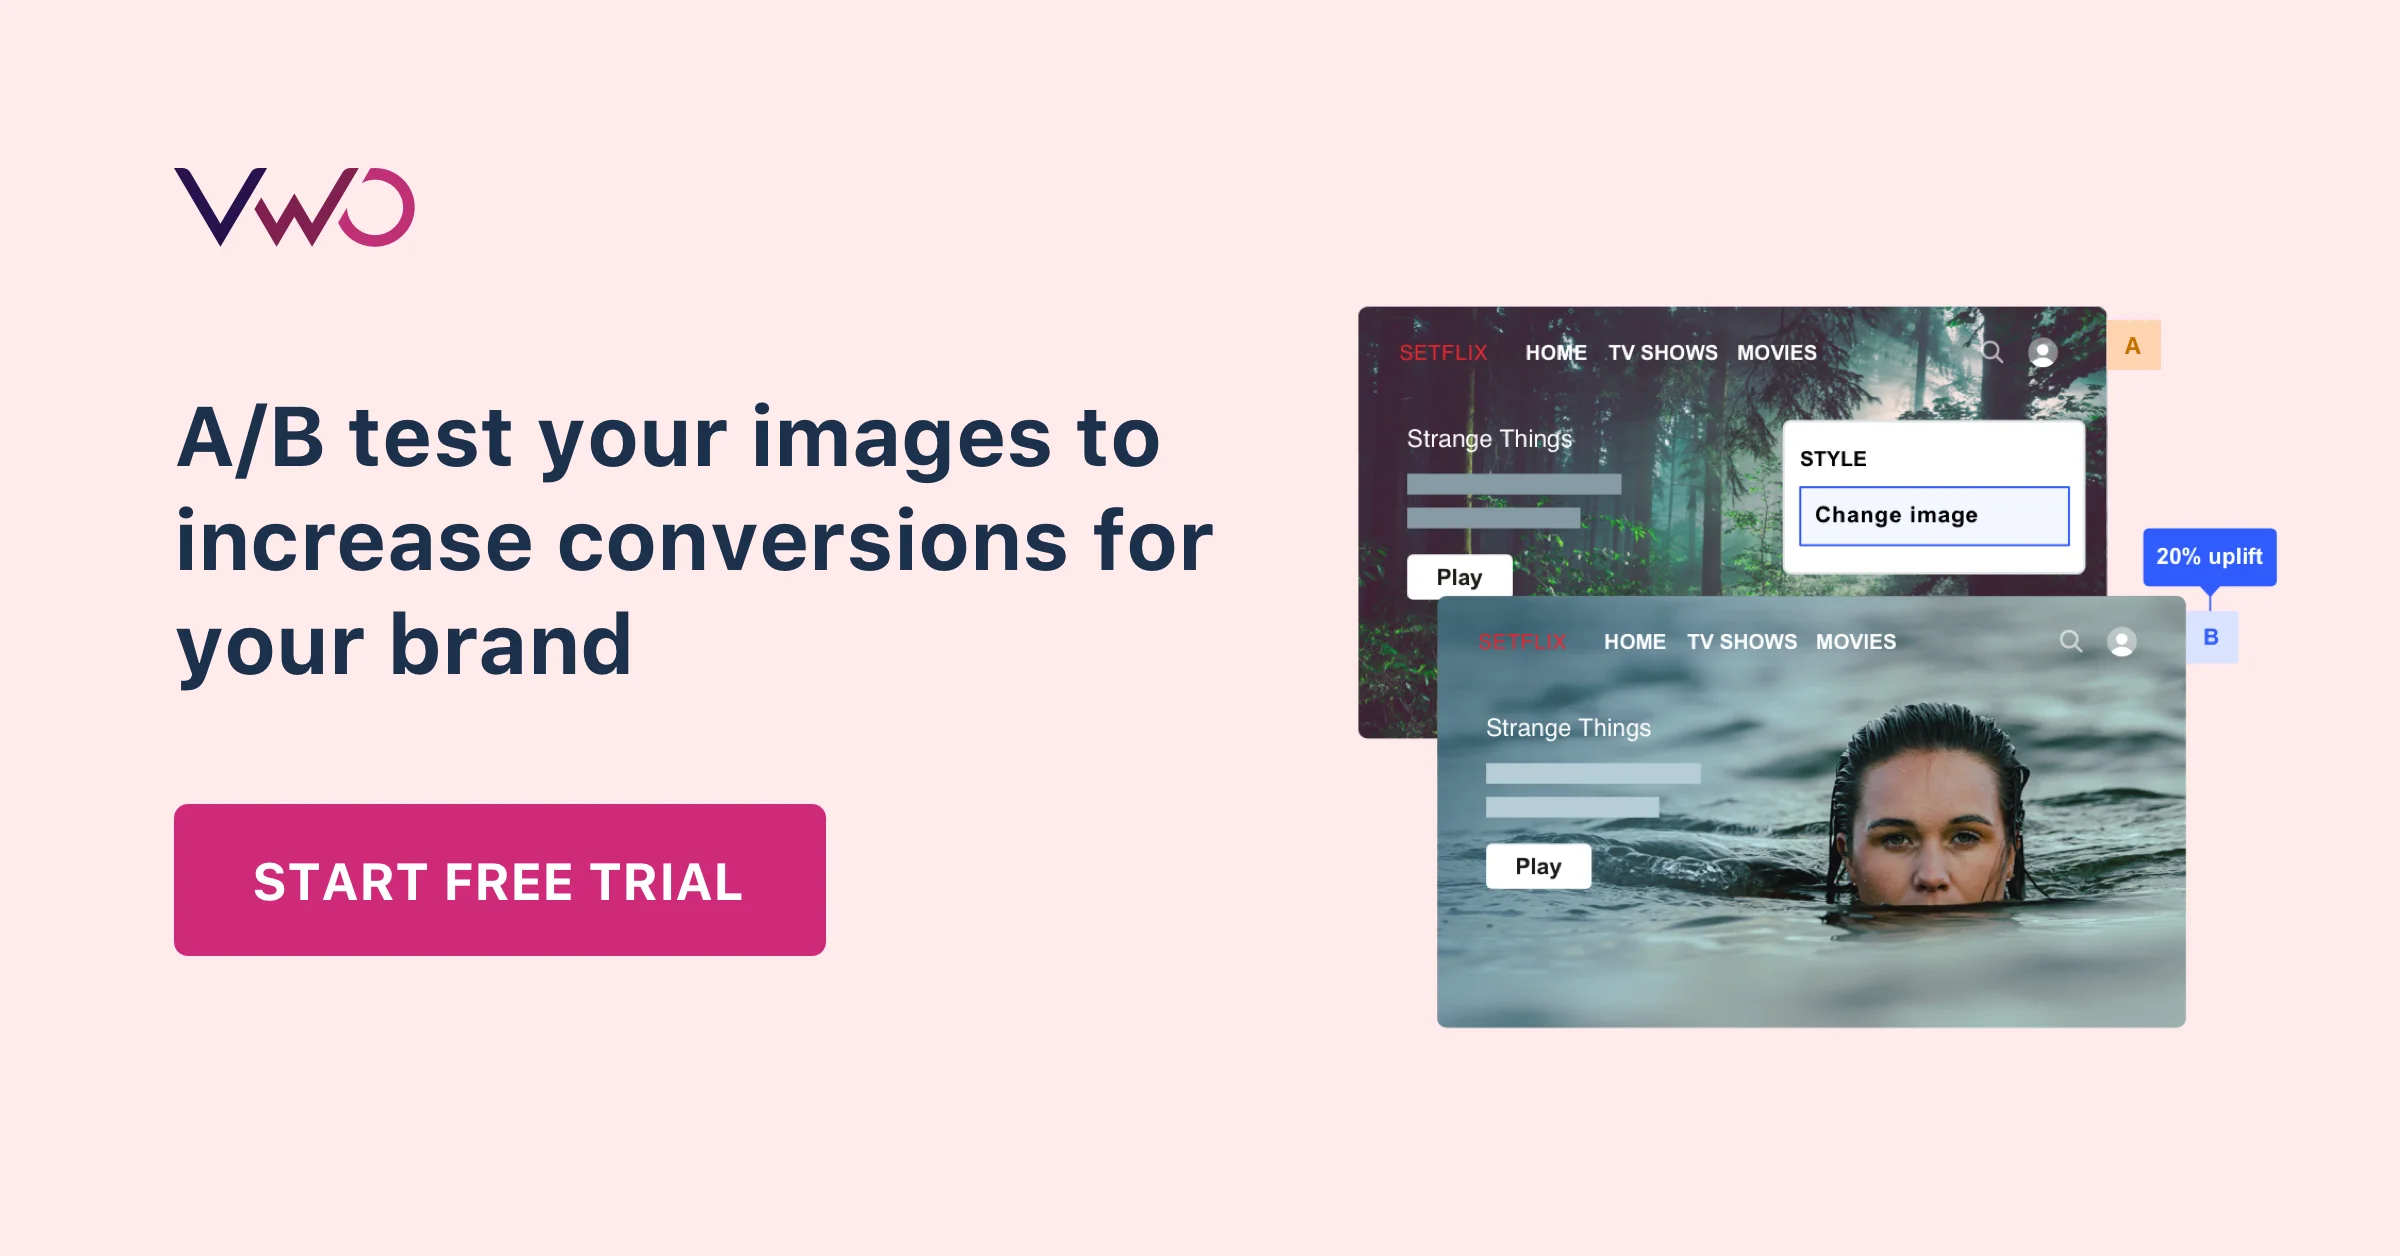 VWO
A/B test your images to
increase conversions for
your brand
START FREE TRIAL
SETFLIX HOME TV SHOWS MOVIES
A
Strange Things
STYLE
Change image
Play
20% uplift
B
SETFLIX HOME TV SHOWS MOVIES
Strange Things
Play